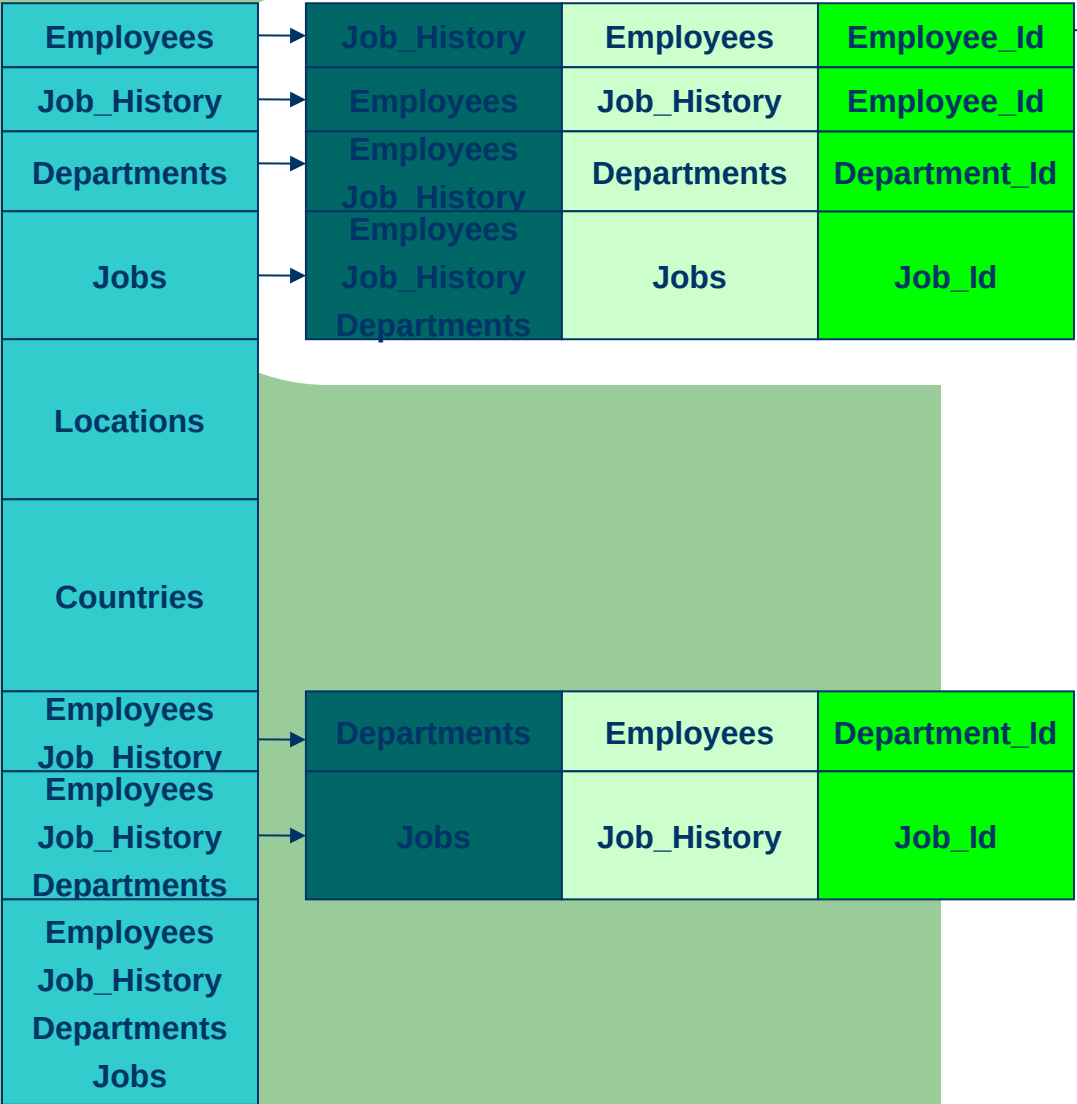 Employees Job_History Employees Employee_Id
Job_History Employees Job_History Employee_Id
Departments Employees Departments Department_Id
Job_History
Employees
Jobs Job_History Jobs Job_Id
Departments
Locations
Countries
Employees
Job_History Departments Employees Department_Id
Employees
Job_History Jobs Job_History Job_Id
Departments
Employees
Job_History
Departments
Jobs